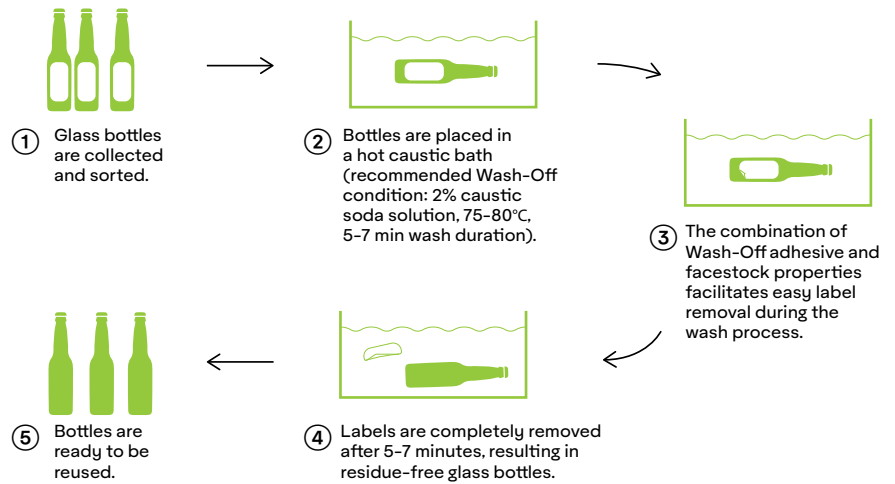 1 Glass bottles
are collected
and sorted.
2 Bottles are placed in
a hot caustic bath
(recommended Wash-Off
condition: 2% caustic
soda solution, 75-80℃,
5-7 min wash duration).
3 The combination of
Wash-Off adhesive and
facestock properties
facilitates easy label
removal during the
wash process.
4 Labels are completely removed
after 5-7 minutes, resulting in
residue-free glass bottles.
5 Bottles are
ready to be
reused.